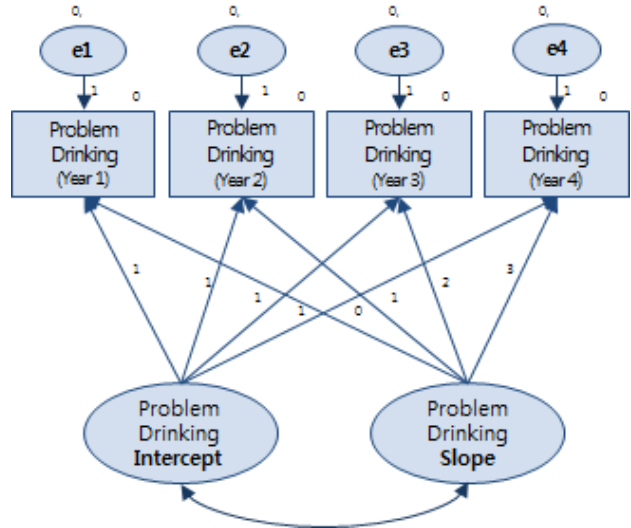 0, 0, 0, 0,
e1 e2 e3 e4
1 0 1 0 1 0 1 0
Problem Problem Problem Problem
Drinking Drinking Drinking Drinking
(Year 1) (Year 2) (Year 3) (Year 4)
1 1 1 1 0 1 2 3
Problem Problem
Drinking Drinking
Intercept Slope